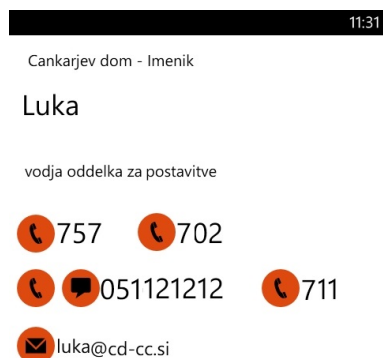 11:31
Cankarjev dom - Imenik
Luka
vodja oddelka za postavitve
757 702
051121212 711
luka@cd-cc.si